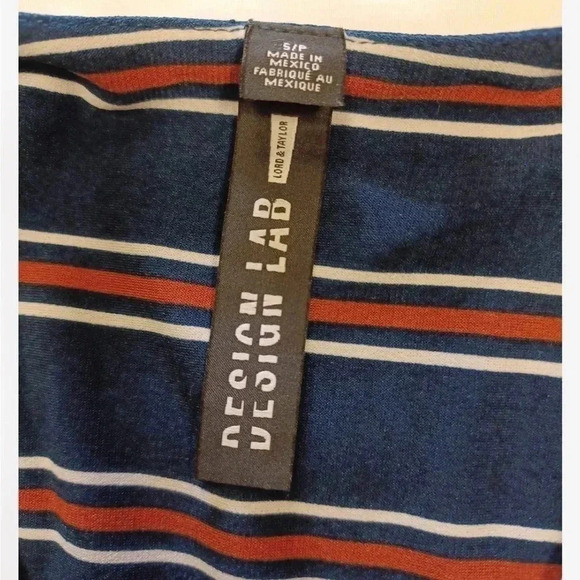 S/P
MADE IN
MEXICO
FABRIQUÉ AU
MEXIQUE
LORD & TAYLOR
DESIGN LAB